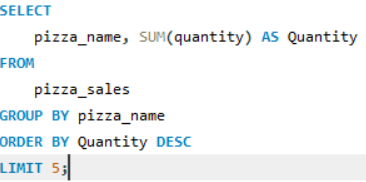 SELECT
    pizza_name, SUM(quantity) AS Quantity
FROM
    pizza_sales
GROUP BY pizza_name
ORDER BY Quantity DESC
LIMIT 5;